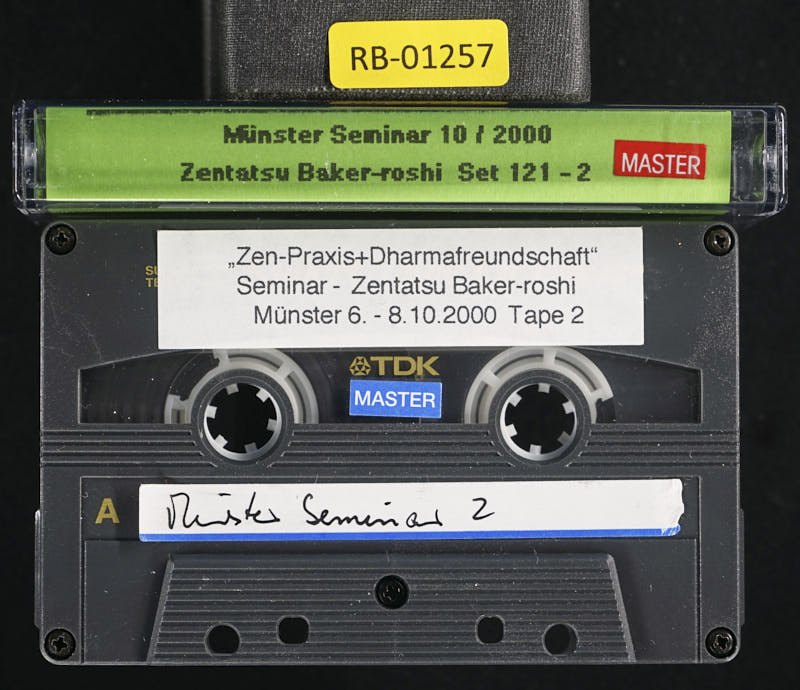 RB-01257
Münster Seminar 10 / 2000
Zentatsu Baker-roshi Set 121 - 2
MASTER
„Zen-Praxis+Dharmafreundschaft“
Seminar - Zentatsu Baker-roshi
Münster 6. - 8.10.2000 Tape 2
TDK
MASTER
A
Münster Seminar 2